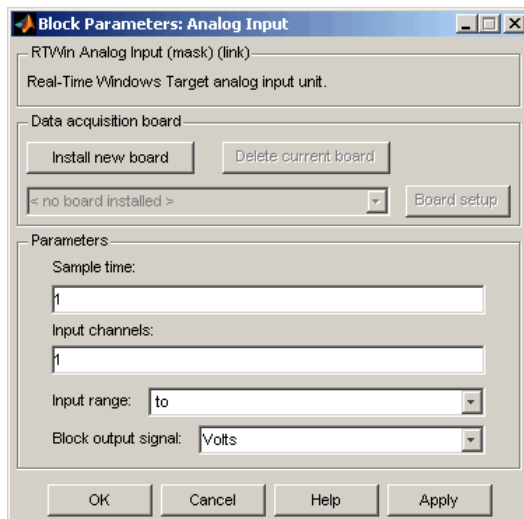 Block Parameters: Analog Input
RTWin Analog Input (mask) (link)
Real-Time Windows Target analog input unit.
Data acquisition board
Install new board Delete current board
< no board installed > Board setup
Parameters
Sample time:
1
Input channels:
1
Input range: to
Block output signal: Volts
OK Cancel Help Apply